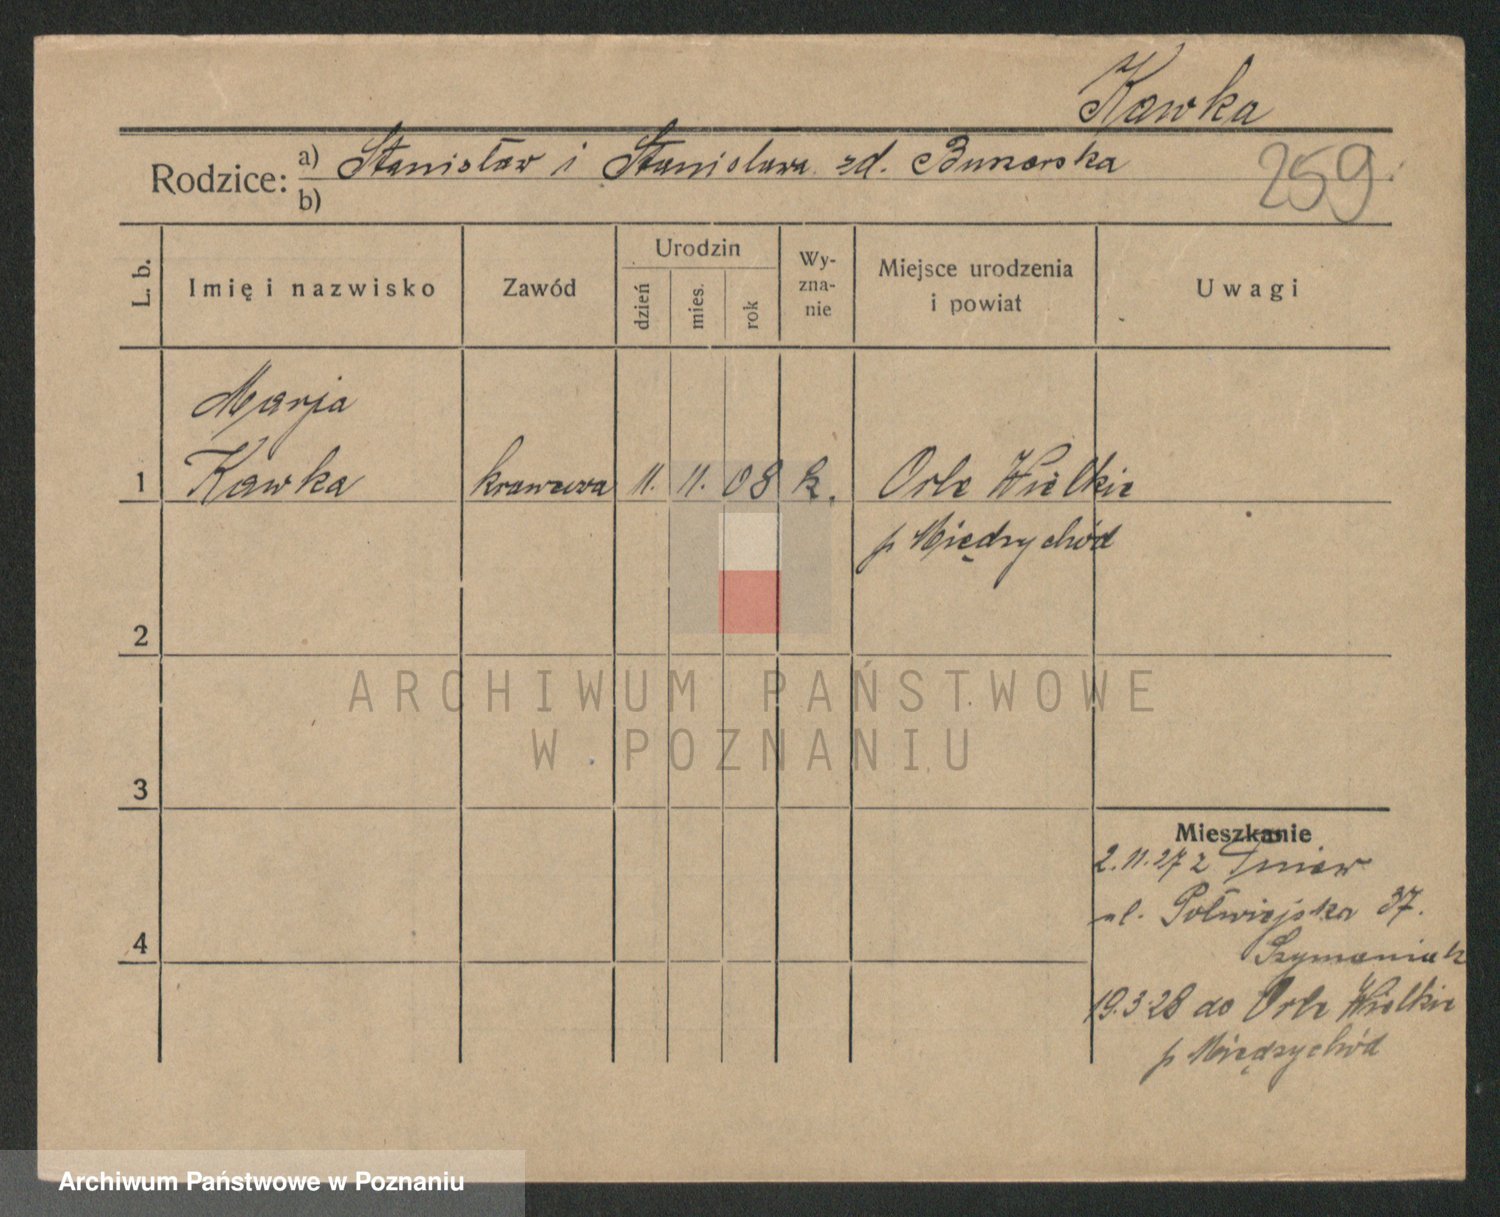 Kawka
Rodzice: a) Stanisław i Stanisława zd.
b)
259
L. b.
Imię i nazwisko
Zawód
Urodzin
dzień
mies.
rok
Wy-
zna-
nie
Miejsce urodzenia
i powiat
Uwagi
Marja
1 Kawka krawcowa 11. 11. 08 k. Orle Wielkie
p Międzychód
2
ARCHIWUM PAŃSTWOWE
W POZNANIU
3
Mieszkanie
2.11.27 z
ul. Półwiejska 37.
Szymaniak
4
19.3.28 do Orle Wielkie
p Międzychód
Archiwum Państwowe w Poznaniu